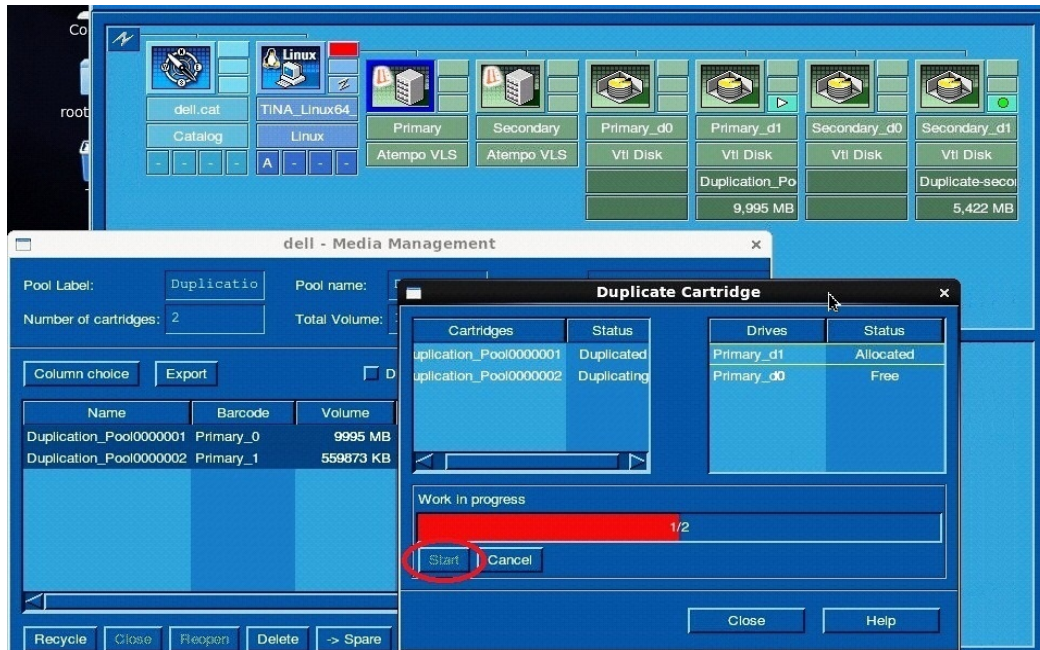 Co
root
Linux
dell.cat
TiNA_Linux64_
Primary
Secondary
Primary_d0
Primary_d1
Secondary_d0
Secondary_d1
Catalog
Linux
Atempo VLS
Atempo VLS
Vtl Disk
Vtl Disk
Vtl Disk
Vtl Disk
- - - -
A - - -
Duplication_Po
Duplicate-secon
9,995 MB
5,422 MB
dell - Media Management
Pool Label:
Duplicatio
Pool name:
Number of cartridges:
2
Total Volume:
Column choice
Export
D
Name
Barcode
Volume
Duplication_Pool0000001
Primary_0
9995 MB
Duplication_Pool0000002
Primary_1
559873 KB
Recycle
Close
Reopen
Delete
-> Spare
Duplicate Cartridge
Cartridges
Status
uplication_Pool0000001
Duplicated
uplication_Pool0000002
Duplicating
Drives
Status
Primary_d1
Allocated
Primary_d0
Free
Work in progress
1/2
Start
Cancel
Close
Help